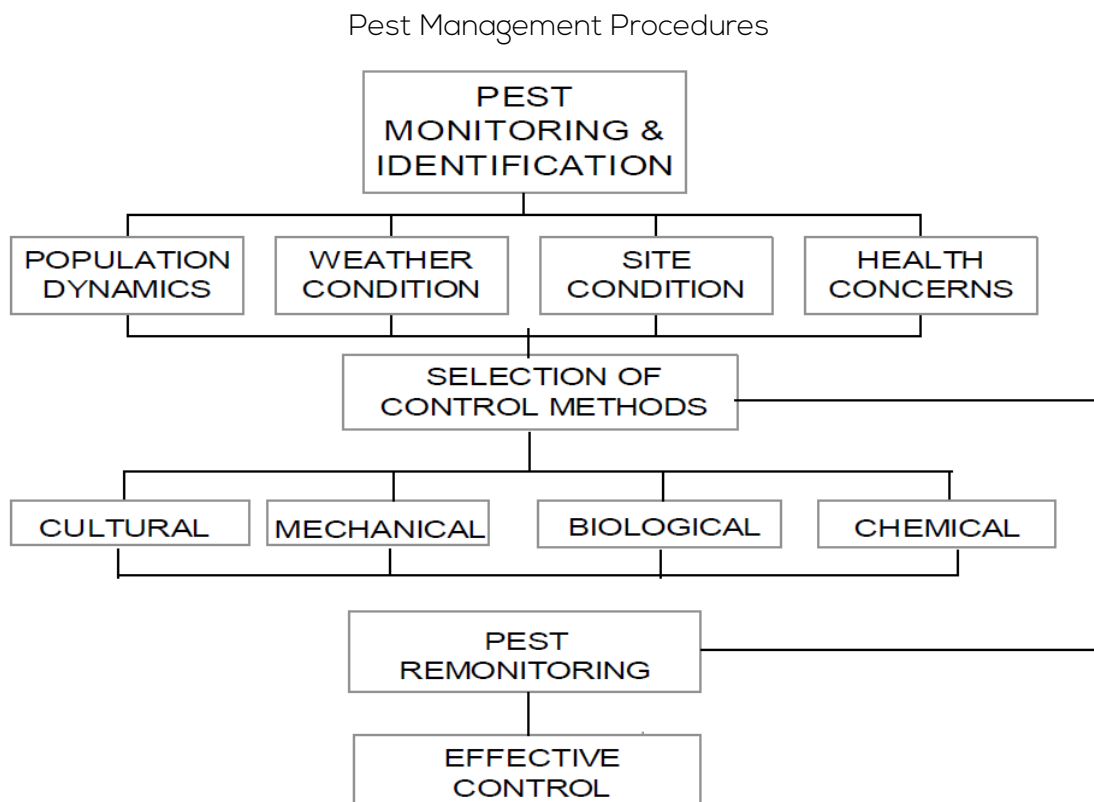 Pest Management Procedures
PEST
MONITORING &
IDENTIFICATION
POPULATION
DYNAMICS
WEATHER
CONDITION
SITE
CONDITION
HEALTH
CONCERNS
SELECTION OF
CONTROL METHODS
CULTURAL
MECHANICAL
BIOLOGICAL
CHEMICAL
PEST
REMONITORING
EFFECTIVE
CONTROL